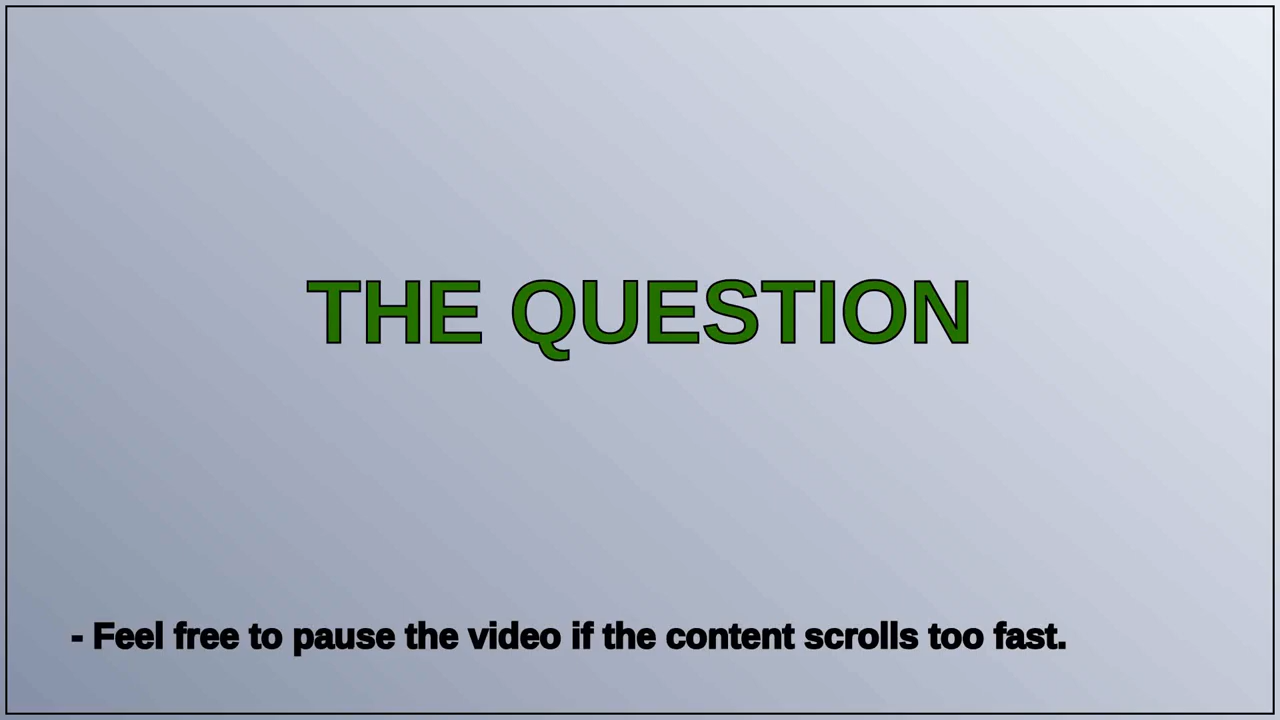 THE QUESTION
- Feel free to pause the video if the content scrolls too fast.